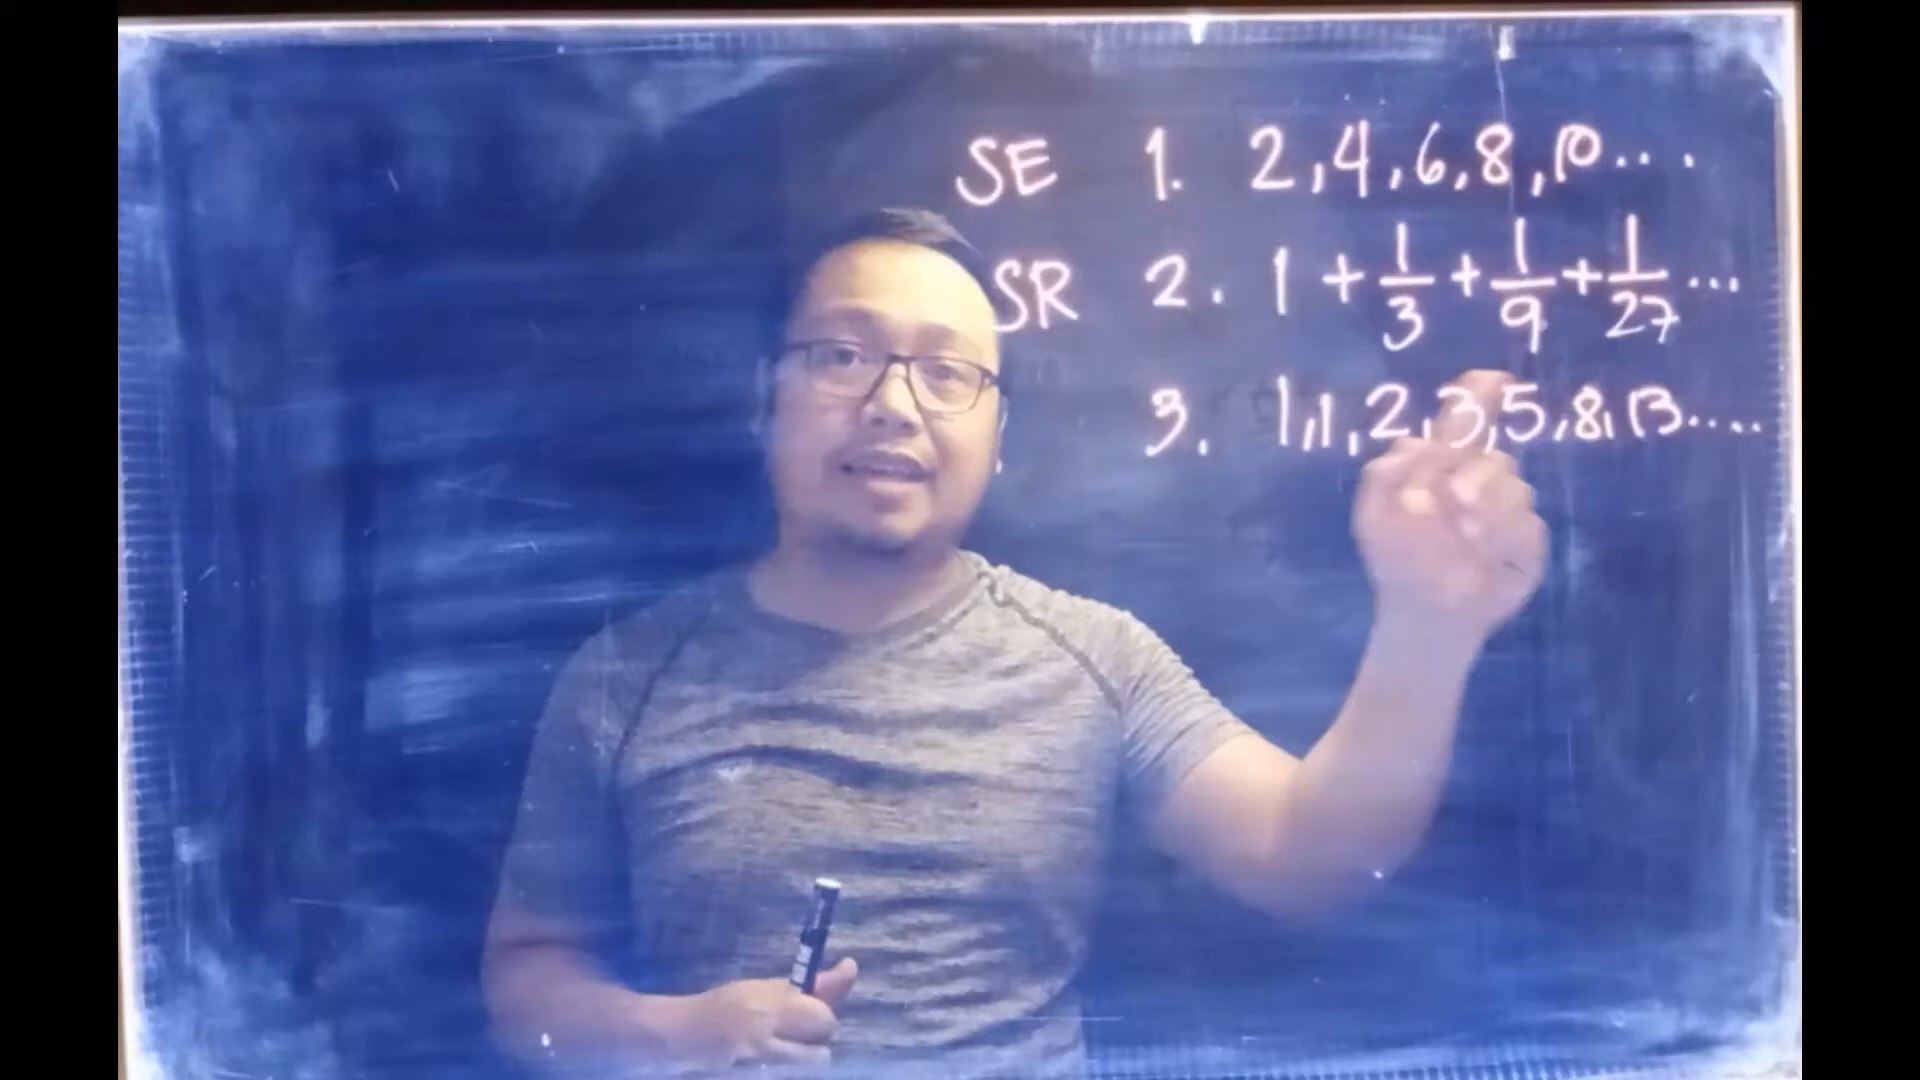 SE 1. 2,4,6,8,10....
SR 2. 1 + 1/3 + 1/9 + 1/27 ...
3. 1,1,2,3,5,8,13....